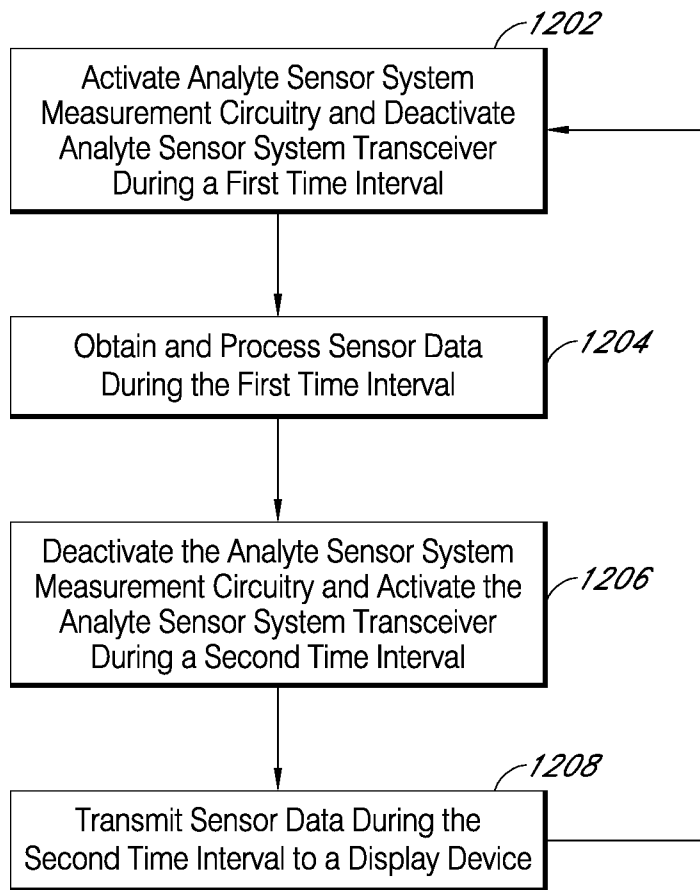 1202
Activate Analyte Sensor System
Measurement Circuitry and Deactivate
Analyte Sensor System Transceiver
During a First Time Interval
1204
Obtain and Process Sensor Data
During the First Time Interval
1206
Deactivate the Analyte Sensor System
Measurement Circuitry and Activate the
Analyte Sensor System Transceiver
During a Second Time Interval
1208
Transmit Sensor Data During the
Second Time Interval to a Display Device